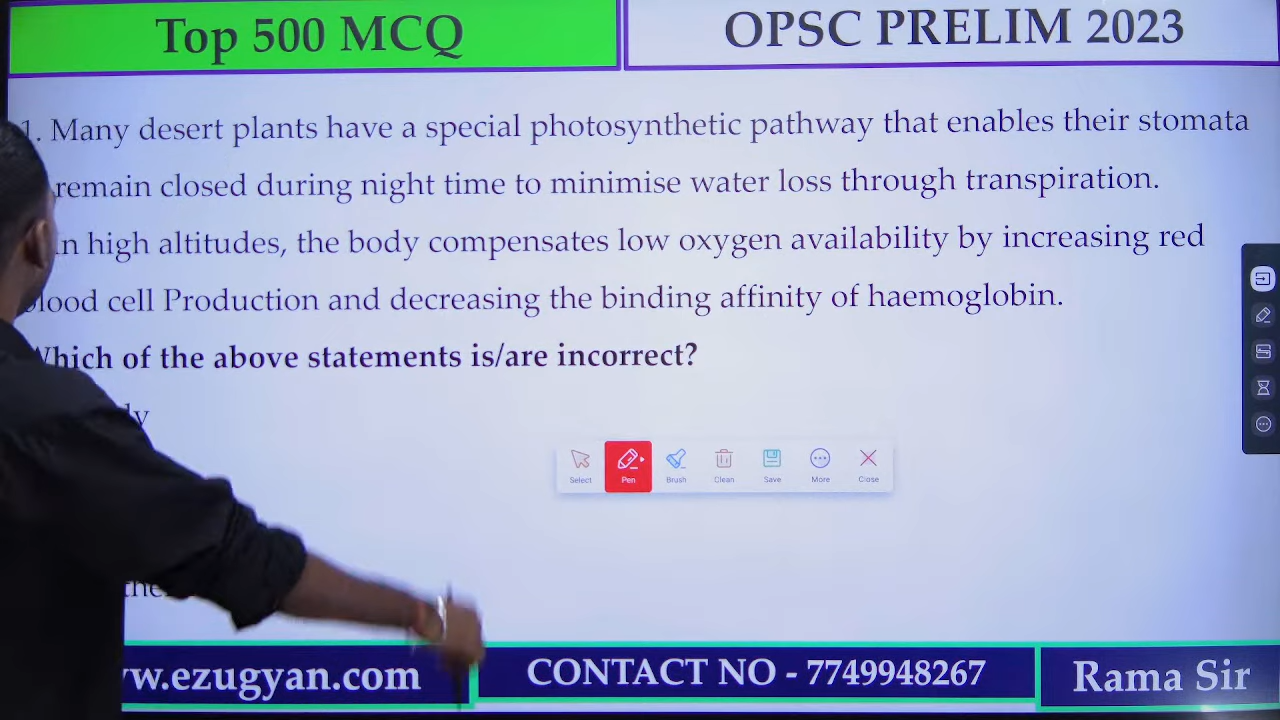 Top 500 MCQ
OPSC PRELIM 2023
1. Many desert plants have a special photosynthetic pathway that enables their stomata
remain closed during night time to minimise water loss through transpiration.
In high altitudes, the body compensates low oxygen availability by increasing red
blood cell Production and decreasing the binding affinity of haemoglobin.
Which of the above statements is/are incorrect?
Select
Pen
Brush
Clean
Save
More
Close
www.ezugyan.com
CONTACT NO - 7749948267
Rama Sir